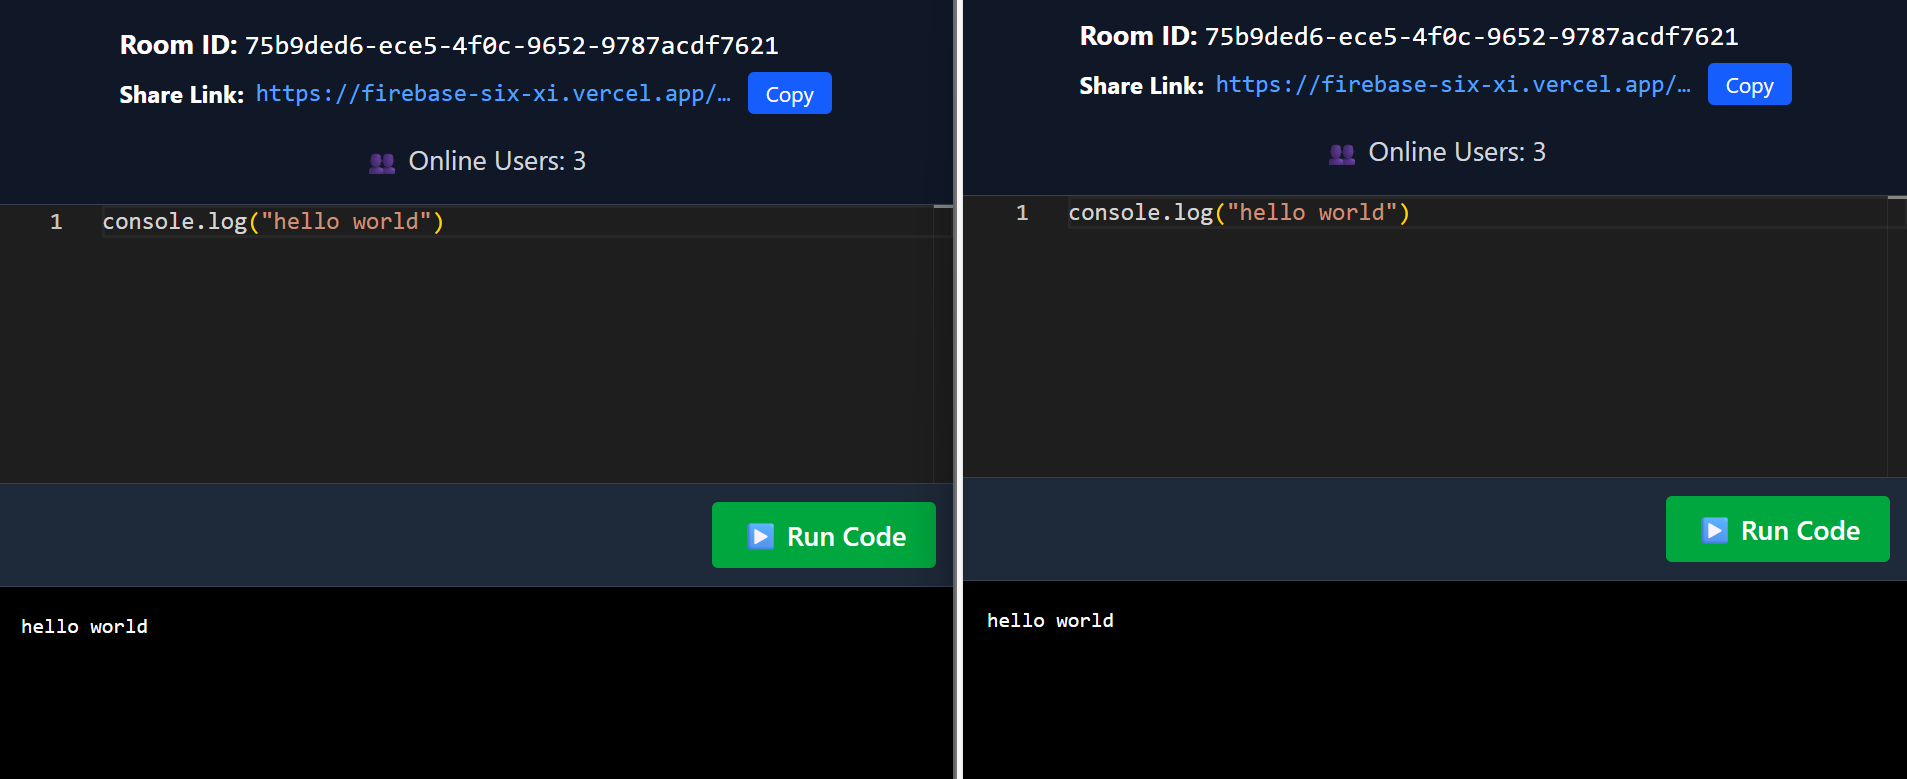 Room ID: 75b9ded6-ece5-4f0c-9652-9787acdf7621
Share Link: https://firebase-six-xi.vercel.app/… Copy
Online Users: 3
1 console.log("hello world")
Run Code
hello world
Room ID: 75b9ded6-ece5-4f0c-9652-9787acdf7621
Share Link: https://firebase-six-xi.vercel.app/… Copy
Online Users: 3
1 console.log("hello world")
Run Code
hello world